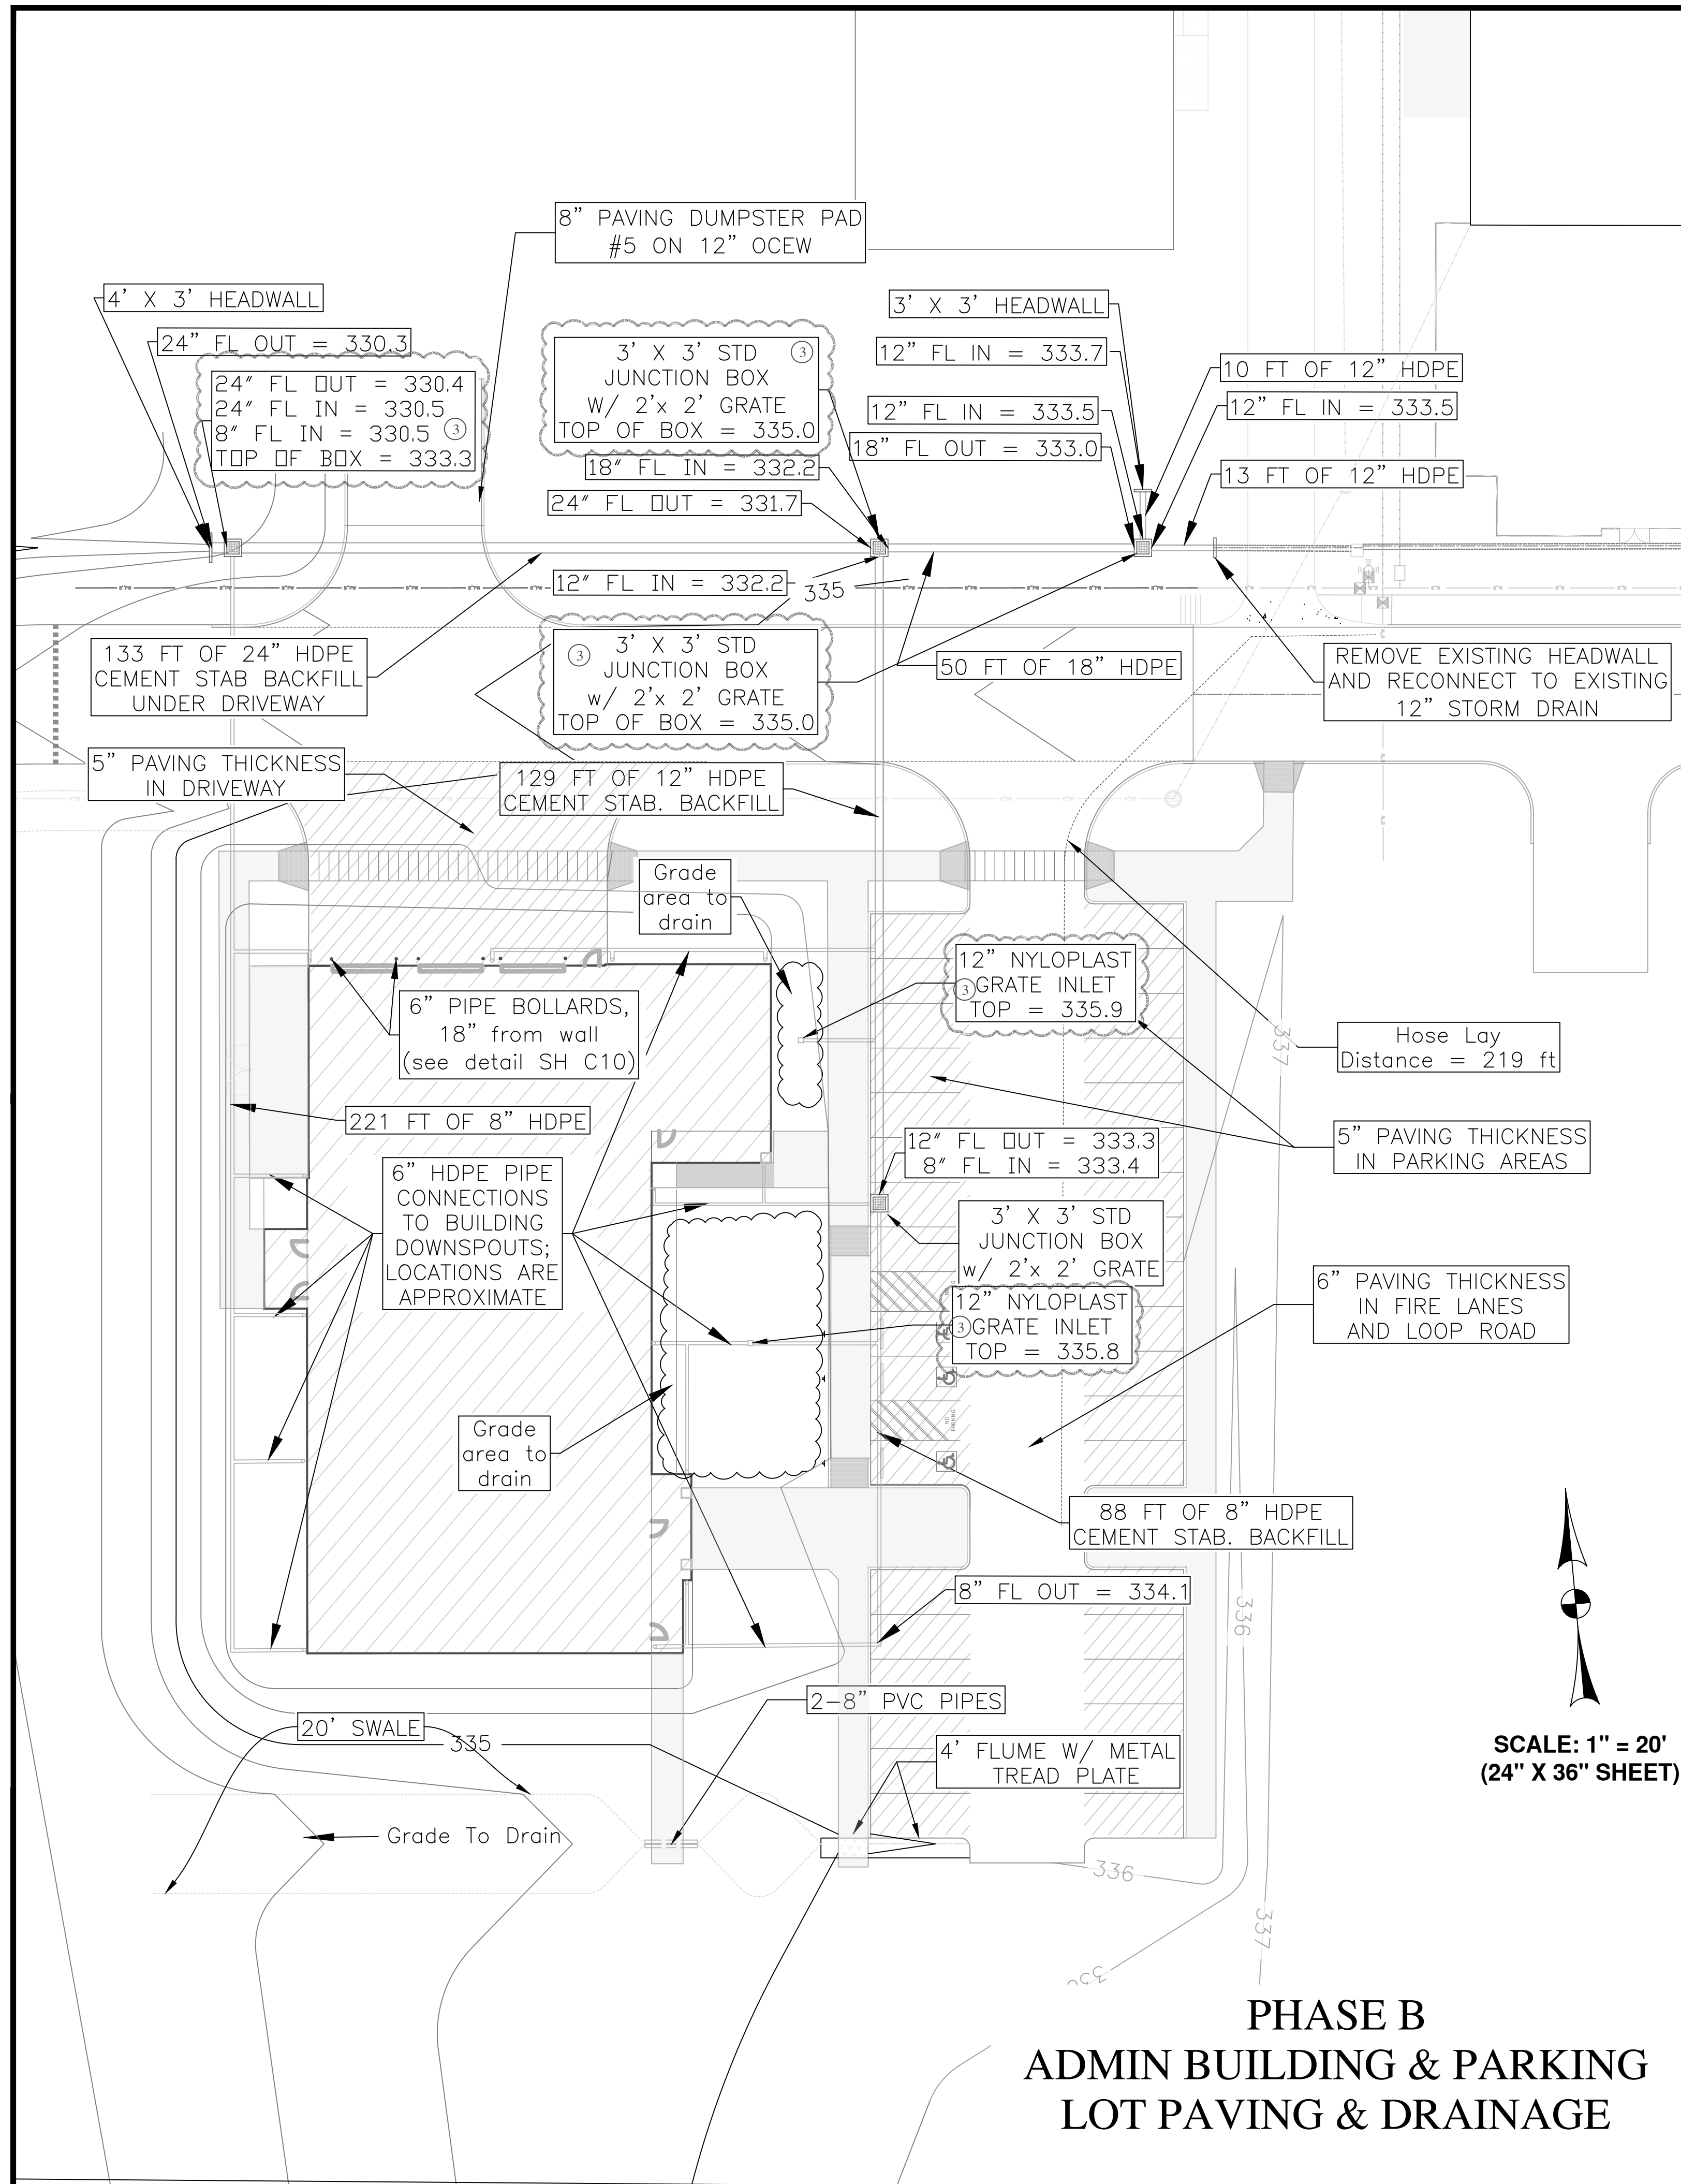 8" PAVING DUMPSTER PAD
#5 ON 12" OCEW
4' X 3' HEADWALL
24" FL OUT = 330.3
24" FL OUT = 330.4
24" FL IN = 330.5
8" FL IN = 330.5 3
TOP OF BOX = 333.3
3' X 3' STD 3
JUNCTION BOX
W/ 2'x 2' GRATE
TOP OF BOX = 335.0
18" FL IN = 332.2
24" FL OUT = 331.7
3' X 3' HEADWALL
12" FL IN = 333.7
12" FL IN = 333.5
18" FL OUT = 333.0
10 FT OF 12" HDPE
12" FL IN = 333.5
13 FT OF 12" HDPE
12" FL IN = 332.2
335
133 FT OF 24" HDPE
CEMENT STAB BACKFILL
UNDER DRIVEWAY
3 3' X 3' STD
JUNCTION BOX
w/ 2'x 2' GRATE
TOP OF BOX = 335.0
50 FT OF 18" HDPE
REMOVE EXISTING HEADWALL
AND RECONNECT TO EXISTING
12" STORM DRAIN
5" PAVING THICKNESS
IN DRIVEWAY
129 FT OF 12" HDPE
CEMENT STAB. BACKFILL
Grade
area to
drain
12" NYLOPLAST
3 GRATE INLET
TOP = 335.9
6" PIPE BOLLARDS,
18" from wall
(see detail SH C10)
337
Hose Lay
Distance = 219 ft
221 FT OF 8" HDPE
12" FL OUT = 333.3
8" FL IN = 333.4
5" PAVING THICKNESS
IN PARKING AREAS
6" HDPE PIPE
CONNECTIONS
TO BUILDING
DOWNSPOUTS;
LOCATIONS ARE
APPROXIMATE
3' X 3' STD
JUNCTION BOX
w/ 2'x 2' GRATE
12" NYLOPLAST
3 GRATE INLET
TOP = 335.8
6" PAVING THICKNESS
IN FIRE LANES
AND LOOP ROAD
NO
PARKING
Grade
area to
drain
88 FT OF 8" HDPE
CEMENT STAB. BACKFILL
8" FL OUT = 334.1
336
2-8" PVC PIPES
20' SWALE
335
4' FLUME W/ METAL
TREAD PLATE
SCALE: 1" = 20'
(24" X 36" SHEET)
Grade To Drain
336
337
PHASE B
ADMIN BUILDING & PARKING
LOT PAVING & DRAINAGE